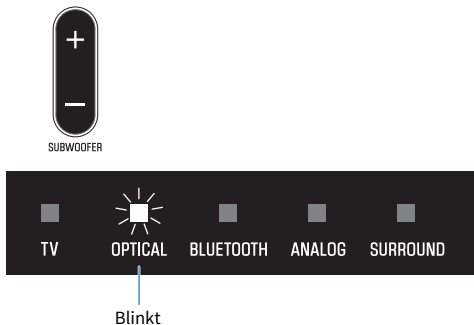 +
−
SUBWOOFER
TV OPTICAL BLUETOOTH ANALOG SURROUND
Blinkt